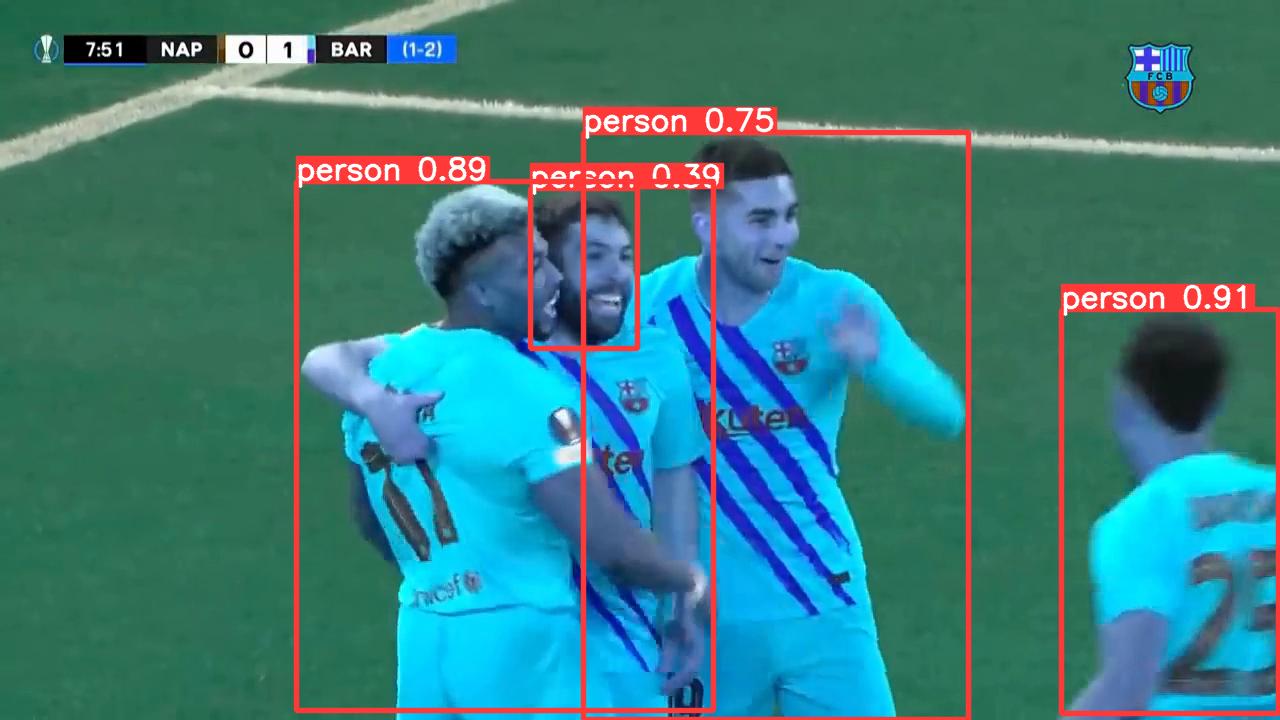 7:51 NAP 0 1 BAR (1-2)
FCB
person 0.75
person 0.89
person 0.39
person 0.91
11
unicef
23